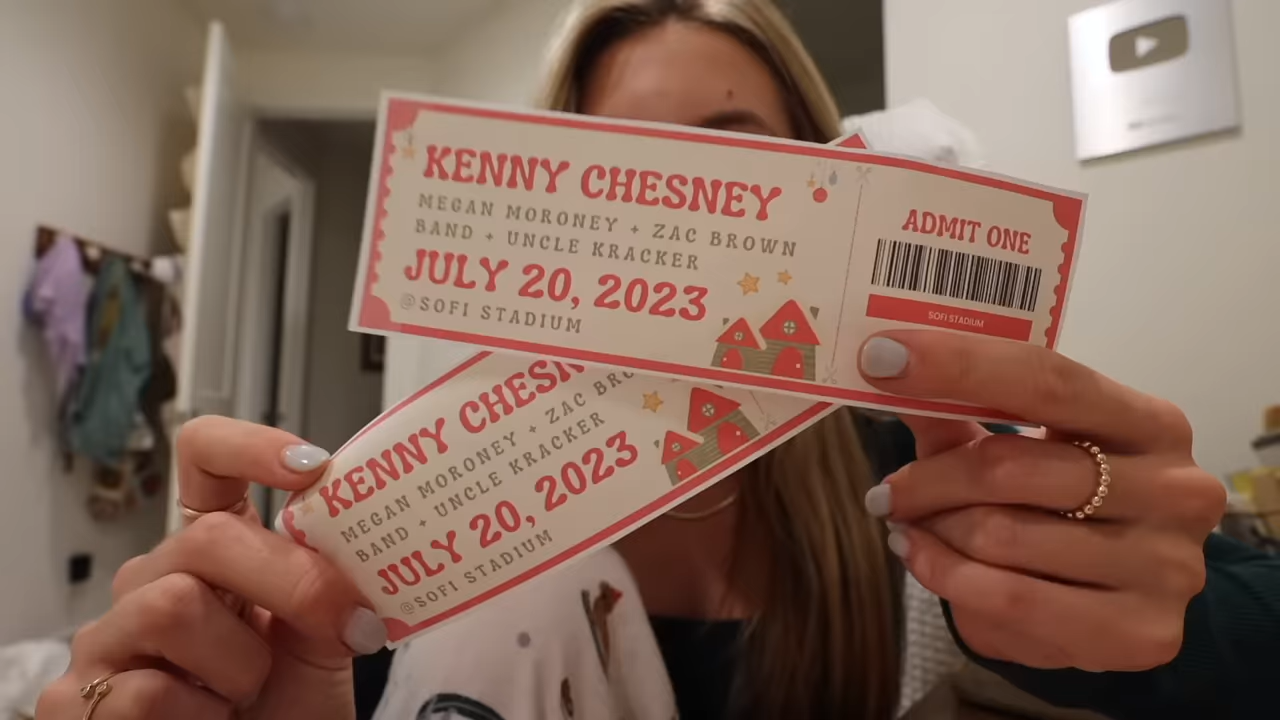 KENNY CHESNEY
MEGAN MORONEY + ZAC BROWN
BAND + UNCLE KRACKER
JULY 20, 2023
@SOFI STADIUM
ADMIT ONE
SOFI STADIUM
KENNY CHESN
MEGAN MORONEY + ZAC BRO
BAND + UNCLE KRACKER
JULY 20, 2023
@SOFI STADIUM